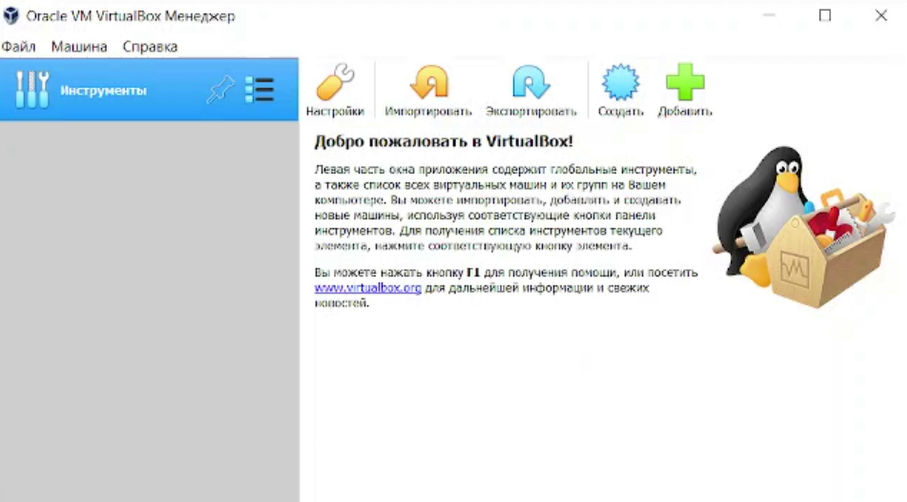 Oracle VM VirtualBox Менеджер
Файл Машина Справка
Инструменты
Настройки Импортировать Экспортировать Создать Добавить
Добро пожаловать в VirtualBox!
Левая часть окна приложения содержит глобальные инструменты,
а также список всех виртуальных машин и их групп на Вашем
компьютере. Вы можете импортировать, добавлять и создавать
новые машины, используя соответствующие кнопки панели
инструментов. Для получения списка инструментов текущего
элемента, нажмите соответствующую кнопку элемента.
Вы можете нажать кнопку F1 для получения помощи, или посетить
www.virtualbox.org для дальнейшей информации и свежих
новостей.